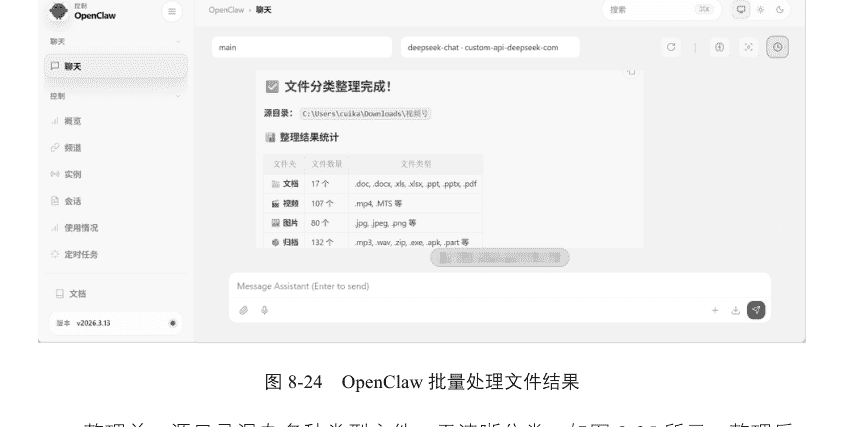 控制
OpenClaw
OpenClaw › 聊天
搜索
聊天
main
deepseek-chat · custom-api-deepseek-com
聊天
控制
概览
频道
实例
会话
使用情况
定时任务
文档
版本 v2026.3.13
文件分类整理完成！
源目录： C:\Users\cuika\Downloads\视频号
整理结果统计
文件夹 文件数量 文件类型
文档 17 个 .doc, .docx, .xls, .xlsx, .ppt, .pptx, .pdf
视频 107 个 .mp4, .MTS 等
图片 80 个 .jpg, .jpeg, .png 等
归档 132 个 .mp3, .wav, .zip, .exe, .apk, .part 等
Message Assistant (Enter to send)
图 8-24 OpenClaw 批量处理文件结果